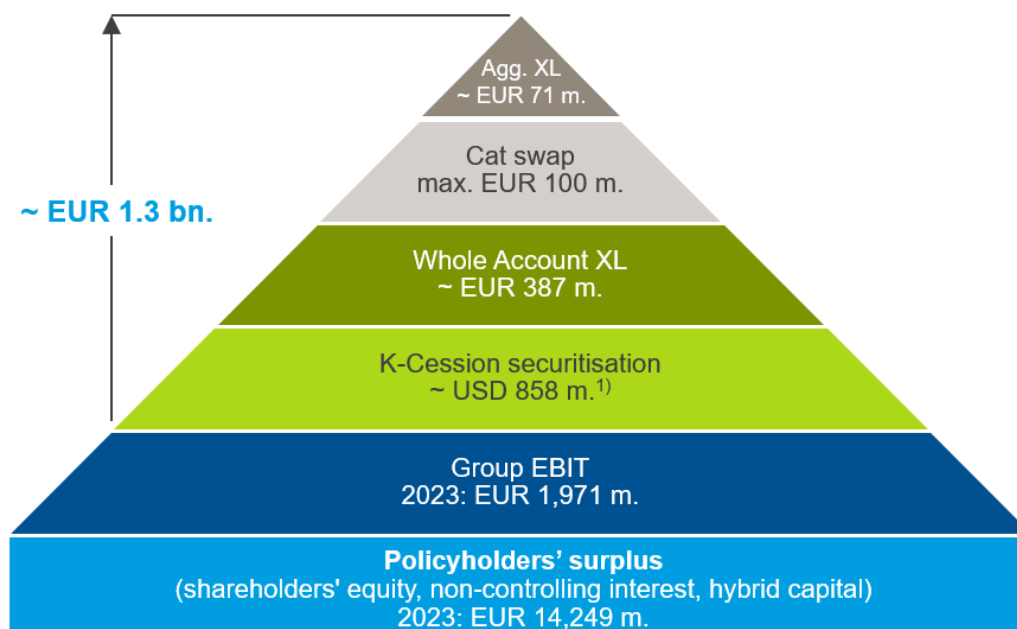 Agg. XL
~ EUR 71 m.
Cat swap
max. EUR 100 m.
~ EUR 1.3 bn.
Whole Account XL
~ EUR 387 m.
K-Cession securitisation
~ USD 858 m.1)
Group EBIT
2023: EUR 1,971 m.
Policyholders’ surplus
(shareholders' equity, non-controlling interest, hybrid capital)
2023: EUR 14,249 m.